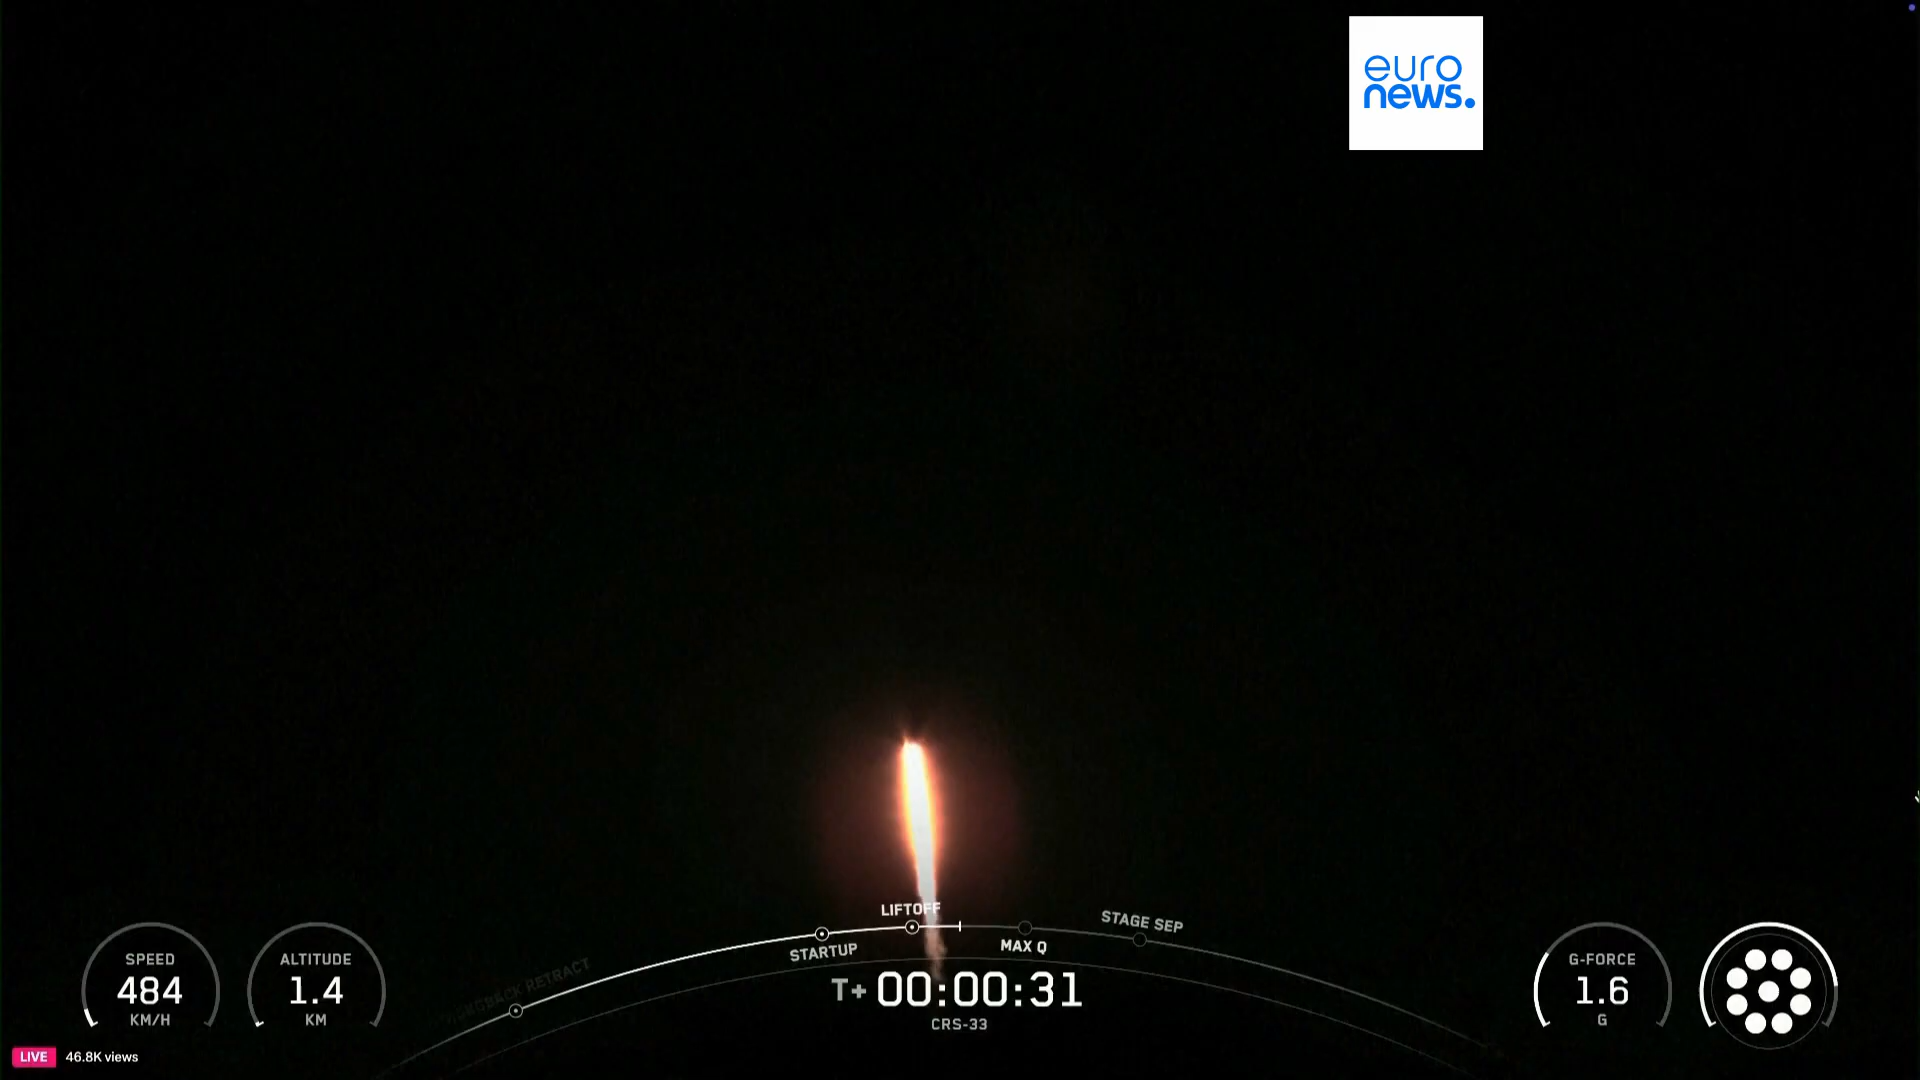 euro
news.
LIFTOFF
STAGE SEP
STARTUP
MAX Q
SPEED
484
KM/H
ALTITUDE
1.4
KM
RETRACT
T+ 00:00:31
CRS-33
G-FORCE
1.6
G
LIVE 46.8K views